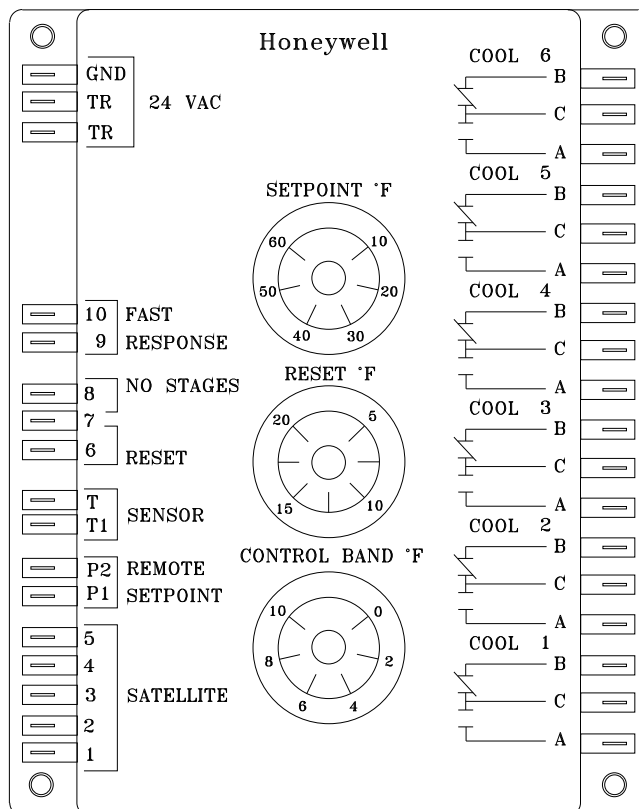 Honeywell
GND
TR 24 VAC
TR
10 FAST
9 RESPONSE
8 NO STAGES
7
6 RESET
T
T1 SENSOR
P2 REMOTE
P1 SETPOINT
5
4
3 SATELLITE
2
1
SETPOINT °F
60 10
50 20
40 30
RESET °F
20 5
15 10
CONTROL BAND °F
10 0
8 2
6 4
COOL 6
B
C
A
COOL 5
B
C
A
COOL 4
B
C
A
COOL 3
B
C
A
COOL 2
B
C
A
COOL 1
B
C
A